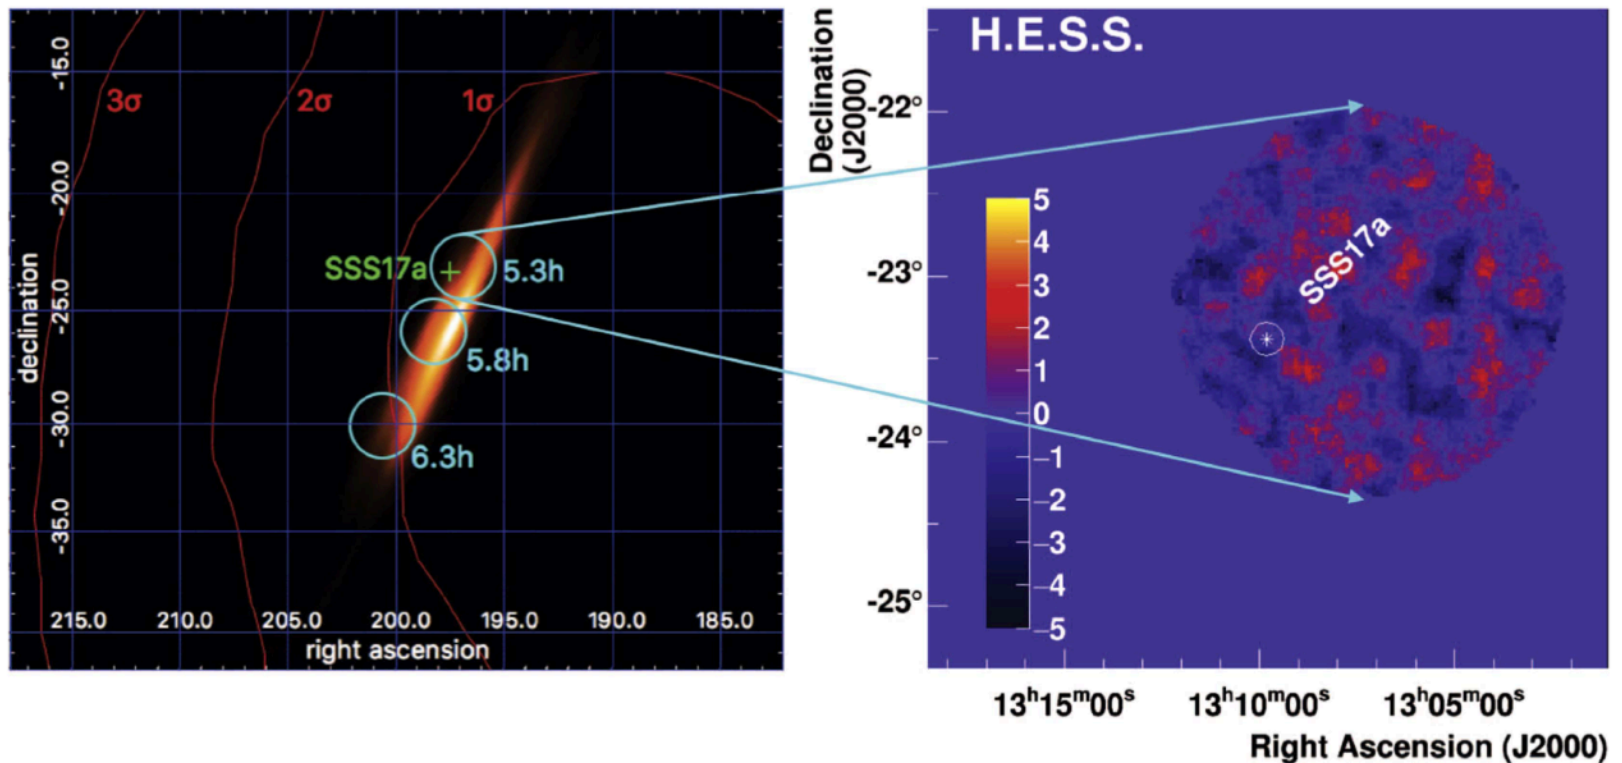 3σ
2σ
1σ
SSS17a
5.3h
5.8h
6.3h
-15.0
-20.0
-25.0
-30.0
-35.0
declination
215.0 210.0 205.0 200.0 195.0 190.0 185.0
right ascension
H.E.S.S.
Declination
(J2000)
-22°
-23°
-24°
-25°
5
4
3
2
1
0
−1
−2
−3
−4
−5
SSS17a
13ʰ15ᵐ00ˢ 13ʰ10ᵐ00ˢ 13ʰ05ᵐ00ˢ
Right Ascension (J2000)